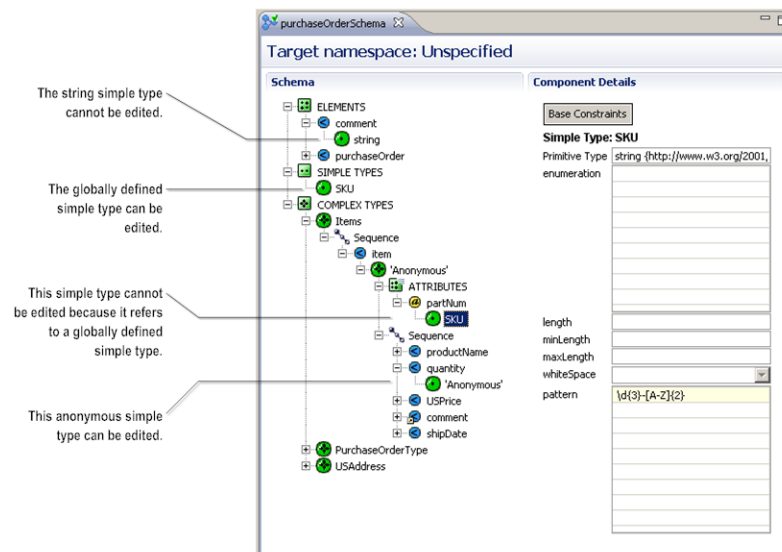 purchaseOrderSchema
Target namespace: Unspecified
Schema
Component Details
The string simple type
cannot be edited.
The globally defined
simple type can be
edited.
This simple type cannot
be edited because it refers
to a globally defined
simple type.
This anonymous simple
type can be edited.
ELEMENTS
comment
string
purchaseOrder
SIMPLE TYPES
SKU
COMPLEX TYPES
Items
Sequence
item
'Anonymous'
ATTRIBUTES
partNum
SKU
Sequence
productName
quantity
'Anonymous'
USPrice
comment
shipDate
PurchaseOrderType
USAddress
Base Constraints
Simple Type: SKU
Primitive Type string {http://www.w3.org/2001,
enumeration
length
minLength
maxLength
whiteSpace
pattern \d{3}-[A-Z]{2}